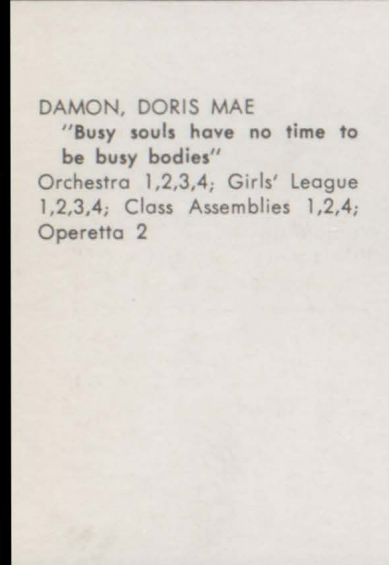 DAMON, DORIS MAE
"Busy souls have no time to
be busy bodies"
Orchestra 1,2,3,4; Girls' League
1,2,3,4; Class Assemblies 1,2,4;
Operetta 2